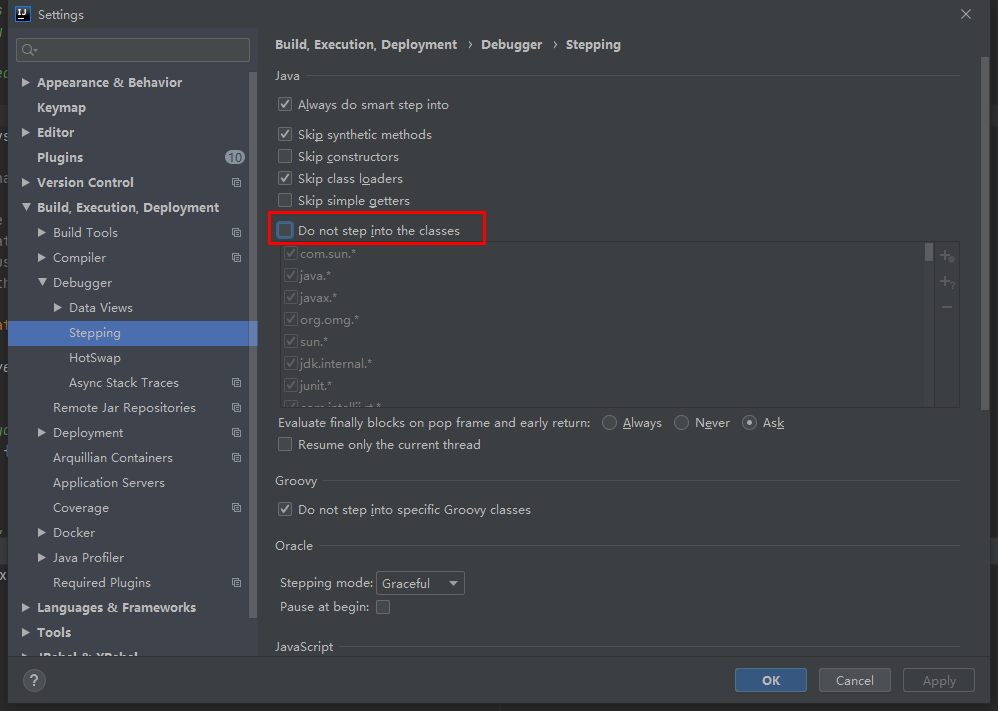 Settings
Build, Execution, Deployment › Debugger › Stepping
Appearance & Behavior
Keymap
Editor
Plugins
10
Version Control
Build, Execution, Deployment
Build Tools
Compiler
Debugger
Data Views
Stepping
HotSwap
Async Stack Traces
Remote Jar Repositories
Deployment
Arquillian Containers
Application Servers
Coverage
Docker
Java Profiler
Required Plugins
Languages & Frameworks
Tools
Java
Always do smart step into
Skip synthetic methods
Skip constructors
Skip class loaders
Skip simple getters
Do not step into the classes
com.sun.*
java.*
javax.*
org.omg.*
sun.*
jdk.internal.*
junit.*
Evaluate finally blocks on pop frame and early return: Always Never Ask
Resume only the current thread
Groovy
Do not step into specific Groovy classes
Oracle
Stepping mode: Graceful
Pause at begin:
JavaScript
?
OK
Cancel
Apply